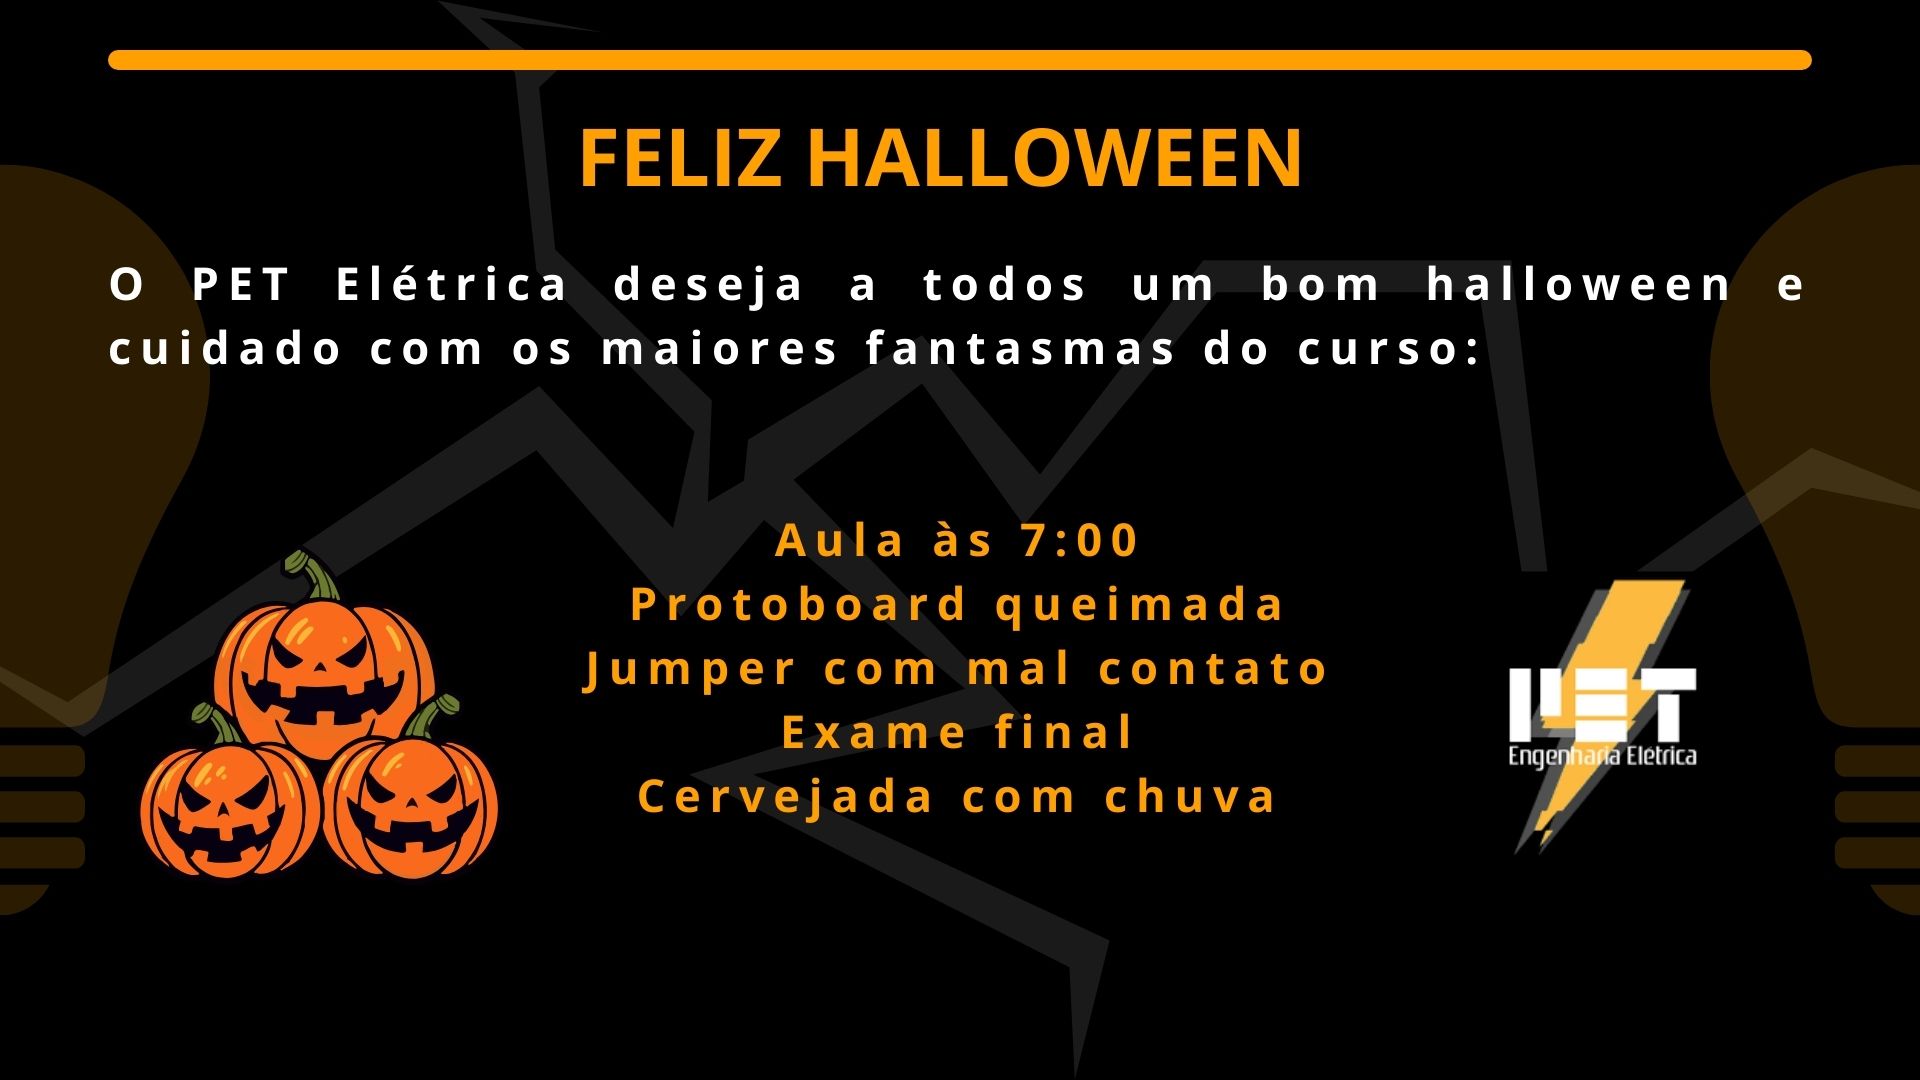 FELIZ HALLOWEEN
O PET Elétrica deseja a todos um bom halloween e
cuidado com os maiores fantasmas do curso:
Aula às 7:00
Protoboard queimada
Jumper com mal contato
Exame final
Cervejada com chuva
PET
Engenharia Elétrica